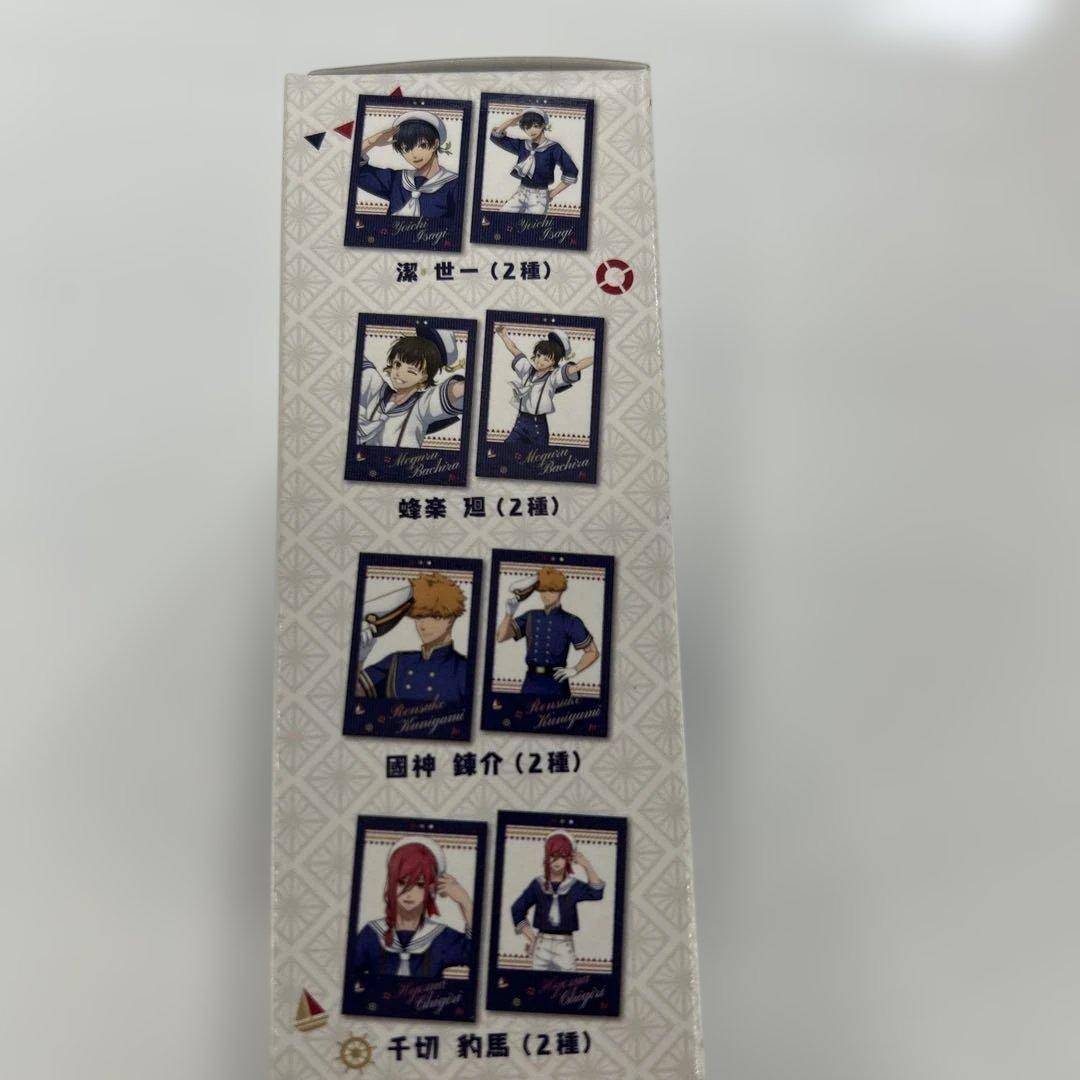 Yoichi Yoichi
Isagi Isagi
潔 世一（2種）
Meguru Meguru
Bachira Bachira
蜂楽 廻（2種）
Rensuke Rensuke
Kunigami Kunigami
國神 錬介（2種）
Hyoma Hyoma
Chigiri Chigiri
千切 豹馬（2種）